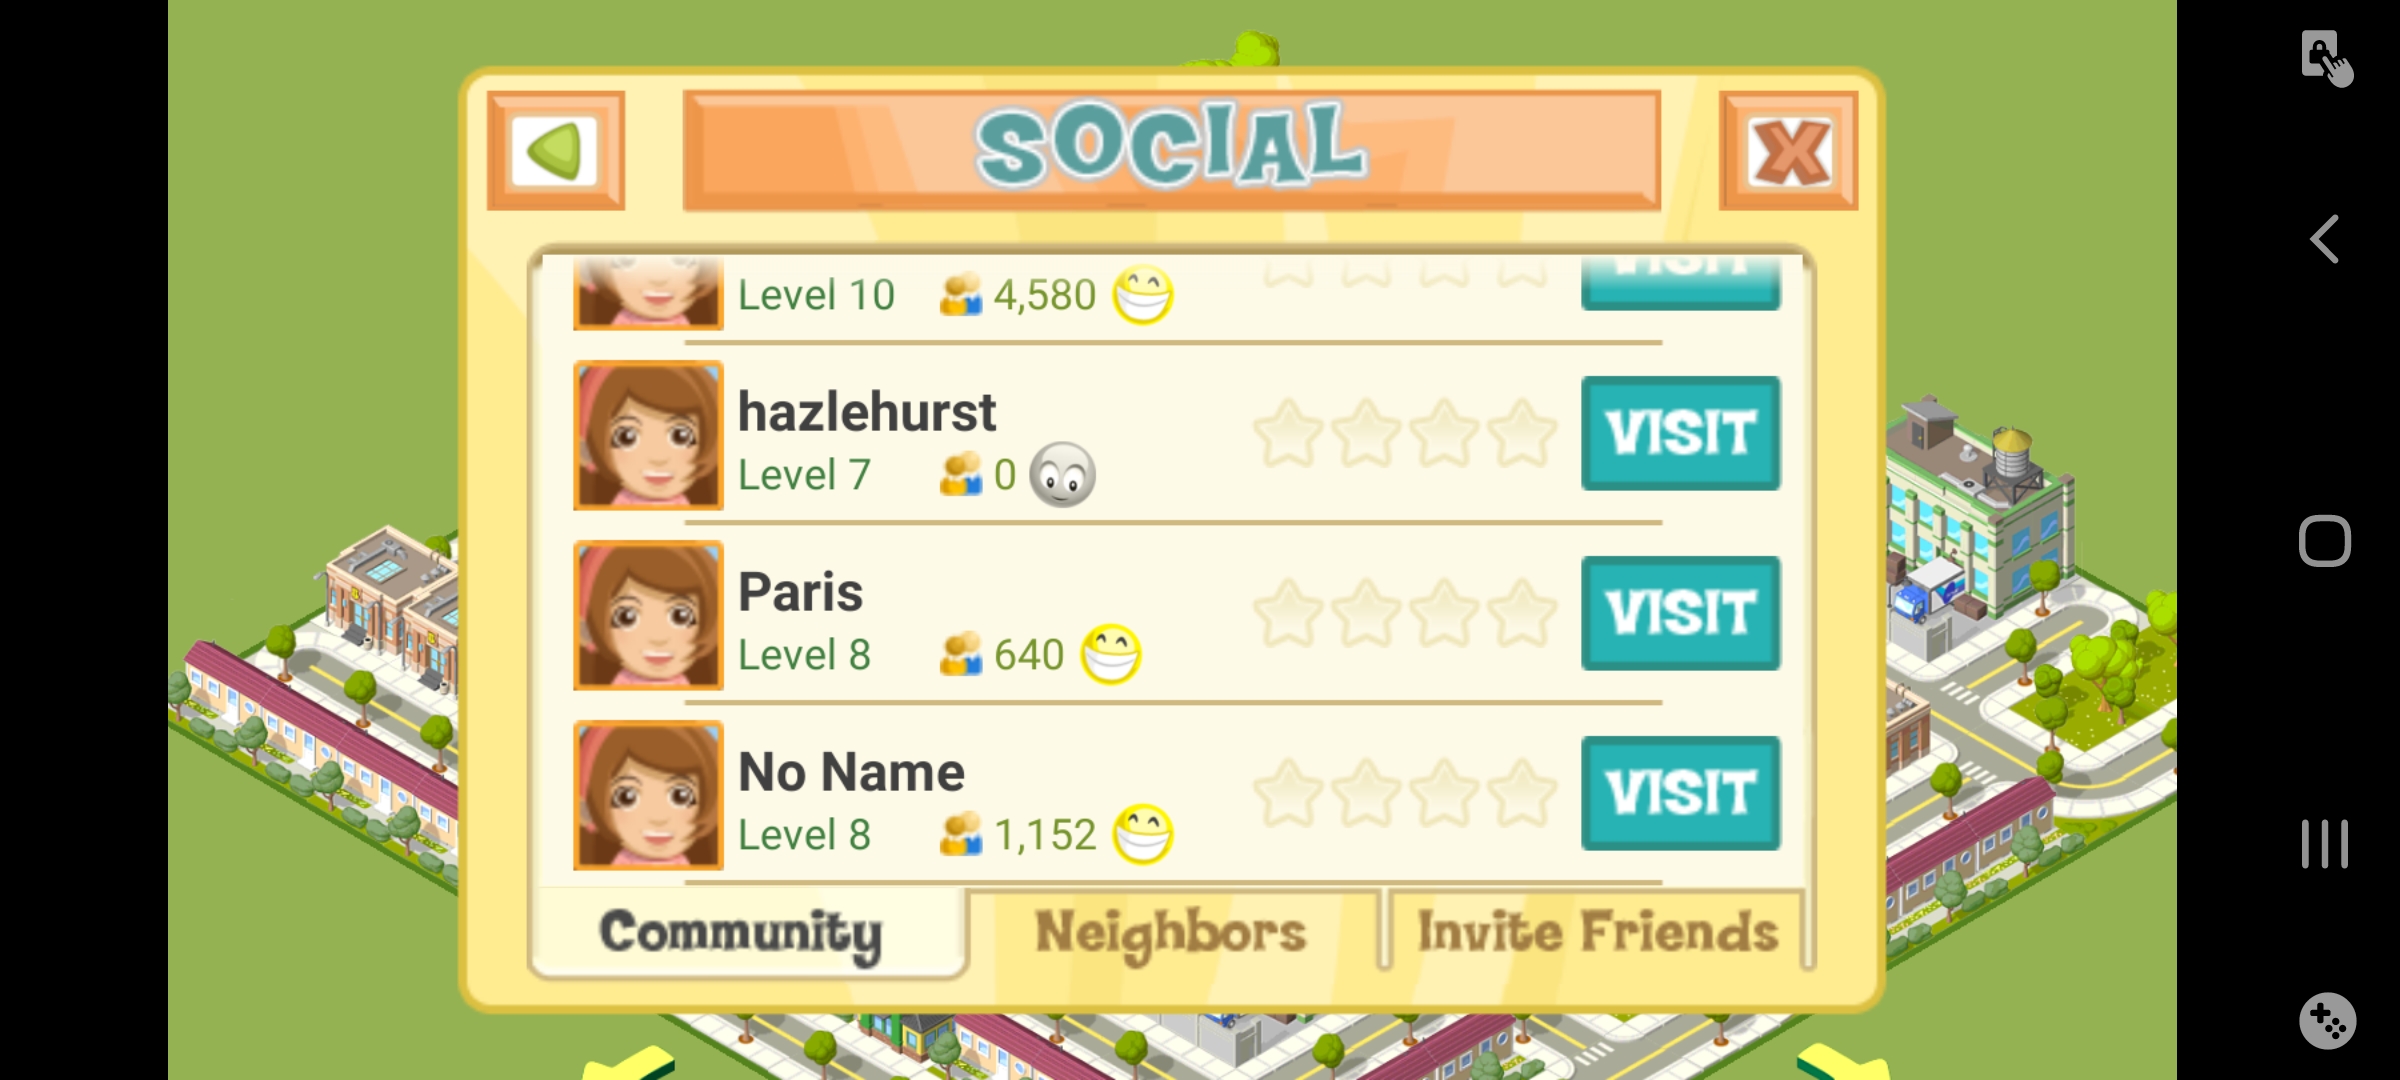 SOCIAL
VISIT
Level 10 4,580
hazlehurst
Level 7 0
VISIT
Paris
Level 8 640
VISIT
No Name
Level 8 1,152
VISIT
Community Neighbors Invite Friends